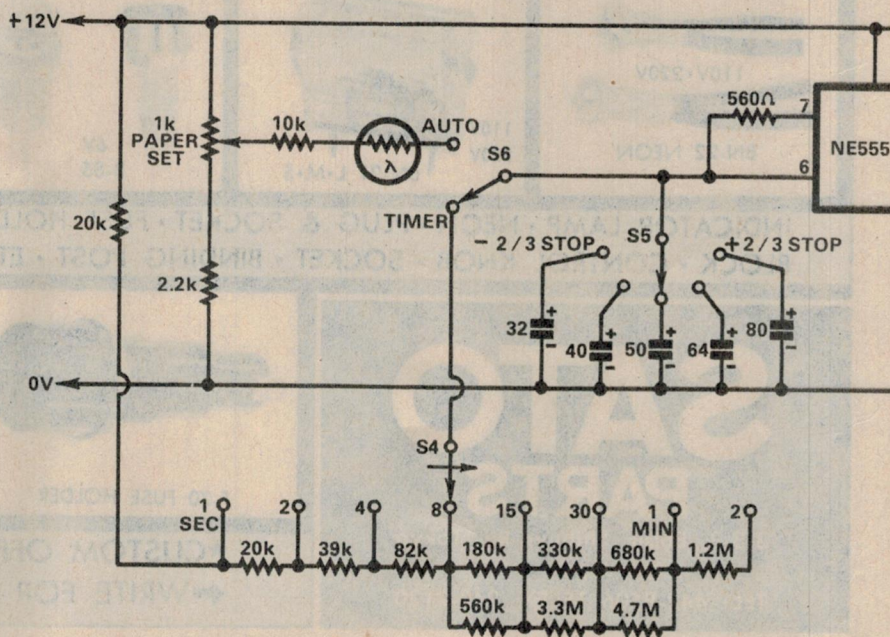 +12V
560Ω
7
1k
PAPER
SET
10k
AUTO
λ
S6
NE555
6
TIMER
20k
S5
− 2/3 STOP
+ 2/3 STOP
2.2k
32
+
−
40
+
−
50
+
−
64
+
−
80
+
−
0V
S4
1
SEC
2
4
8
15
30
1
MIN
2
20k
39k
82k
180k
330k
680k
1.2M
560k
3.3M
4.7M